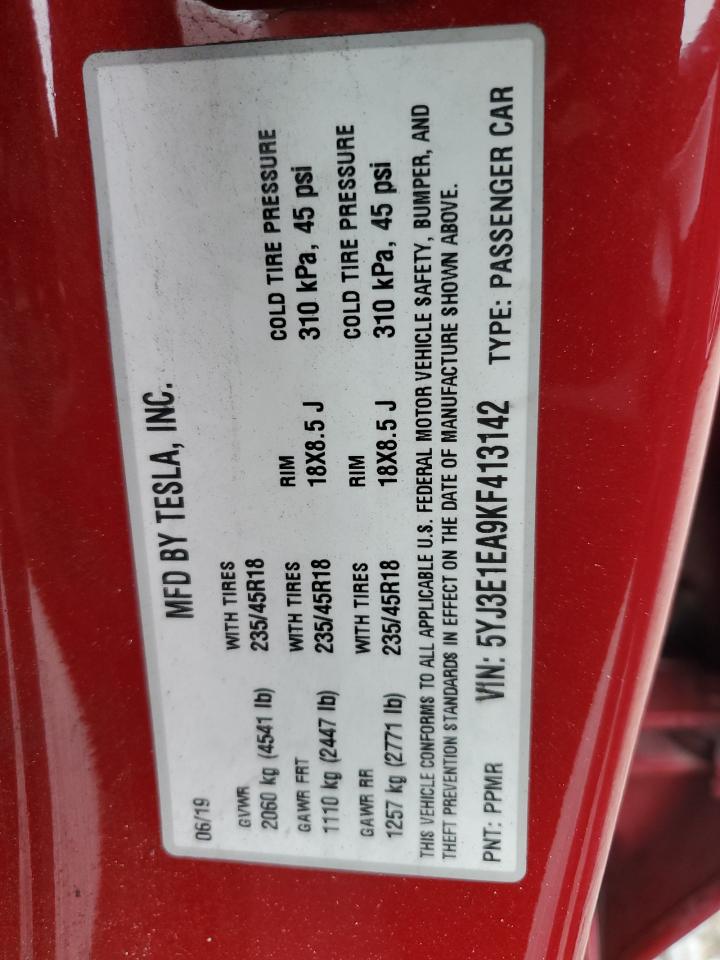 MFD BY TESLA, INC.
06/19
GVWR WITH TIRES RIM COLD TIRE PRESSURE
2060 kg (4541 lb) 235/45R18
GAWR FRT WITH TIRES RIM COLD TIRE PRESSURE
1110 kg (2447 lb) 235/45R18 18X8.5 J 310 kPa, 45 psi
GAWR RR WITH TIRES RIM COLD TIRE PRESSURE
1257 kg (2771 lb) 235/45R18 18X8.5 J 310 kPa, 45 psi
THIS VEHICLE CONFORMS TO ALL APPLICABLE U.S. FEDERAL MOTOR VEHICLE SAFETY, BUMPER, AND
THEFT PREVENTION STANDARDS IN EFFECT ON THE DATE OF MANUFACTURE SHOWN ABOVE.
PNT: PPMR VIN: 5YJ3E1EA9KF413142 TYPE: PASSENGER CAR